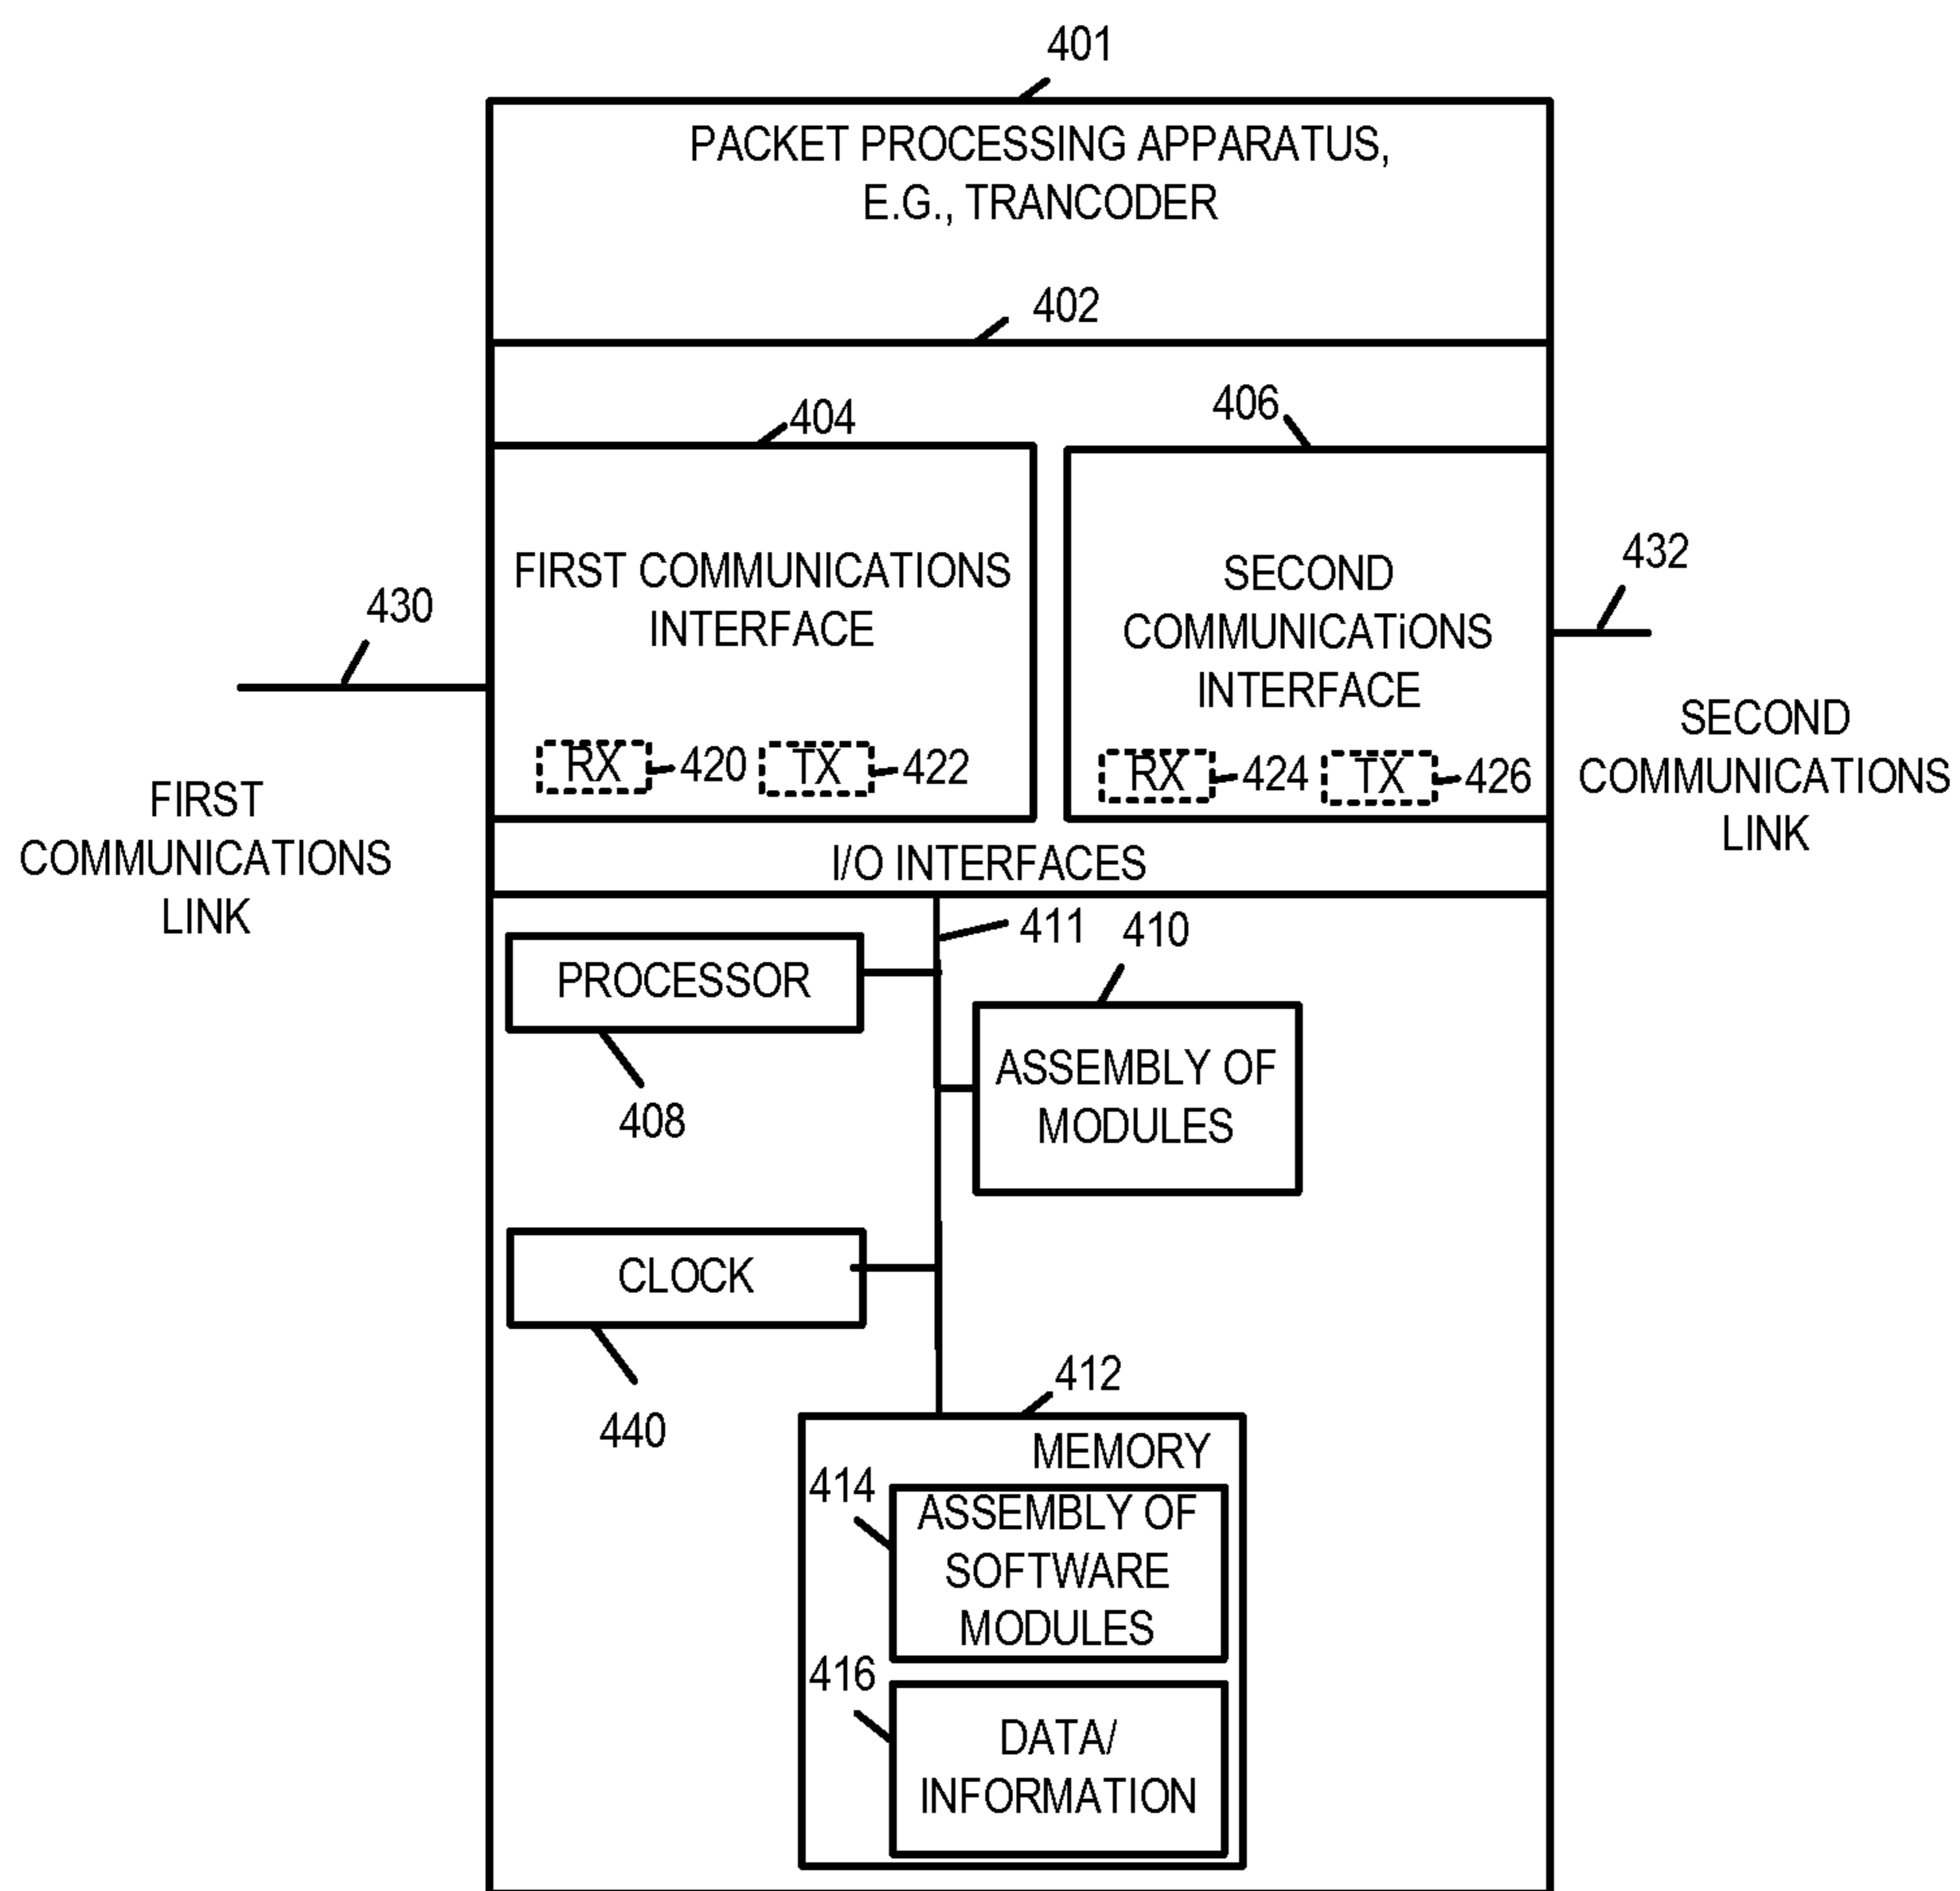 401
PACKET PROCESSING APPARATUS,
E.G., TRANCODER
402
404
406
FIRST COMMUNICATIONS
INTERFACE
SECOND
COMMUNICATiONS
INTERFACE
430
432
RX
420
TX
422
RX
424
TX
426
FIRST
COMMUNICATIONS
LINK
SECOND
COMMUNICATIONS
LINK
I/O INTERFACES
411
410
PROCESSOR
408
ASSEMBLY OF
MODULES
CLOCK
440
412
MEMORY
414
ASSEMBLY OF
SOFTWARE
MODULES
416
DATA/
INFORMATION